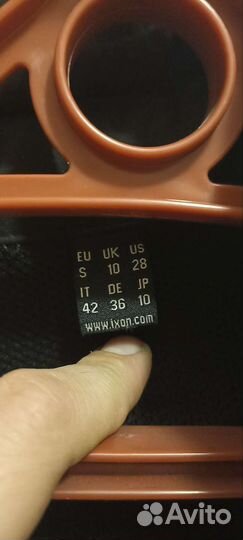 EU UK US
S 10 28
IT DE JP
42 36 10
www.ixon.com
Avito